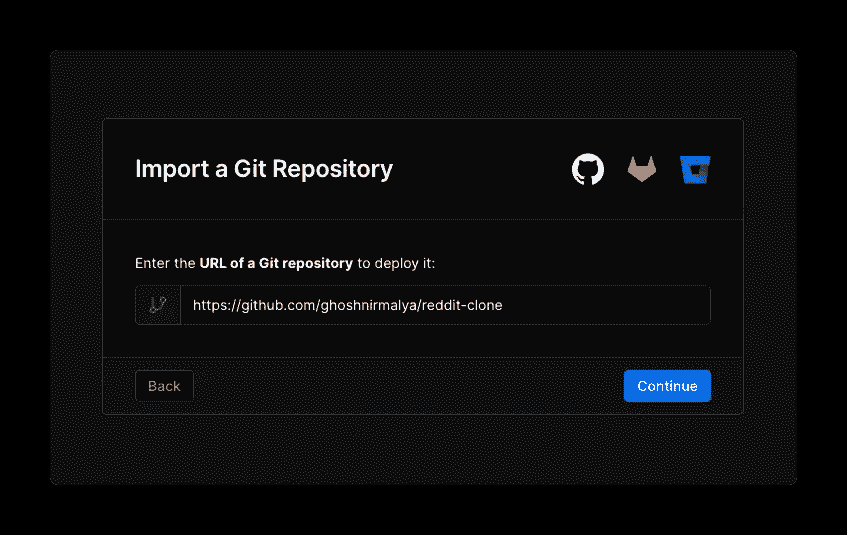 Import a Git Repository
Enter the URL of a Git repository to deploy it:
https://github.com/ghoshnirmalya/reddit-clone
Back
Continue